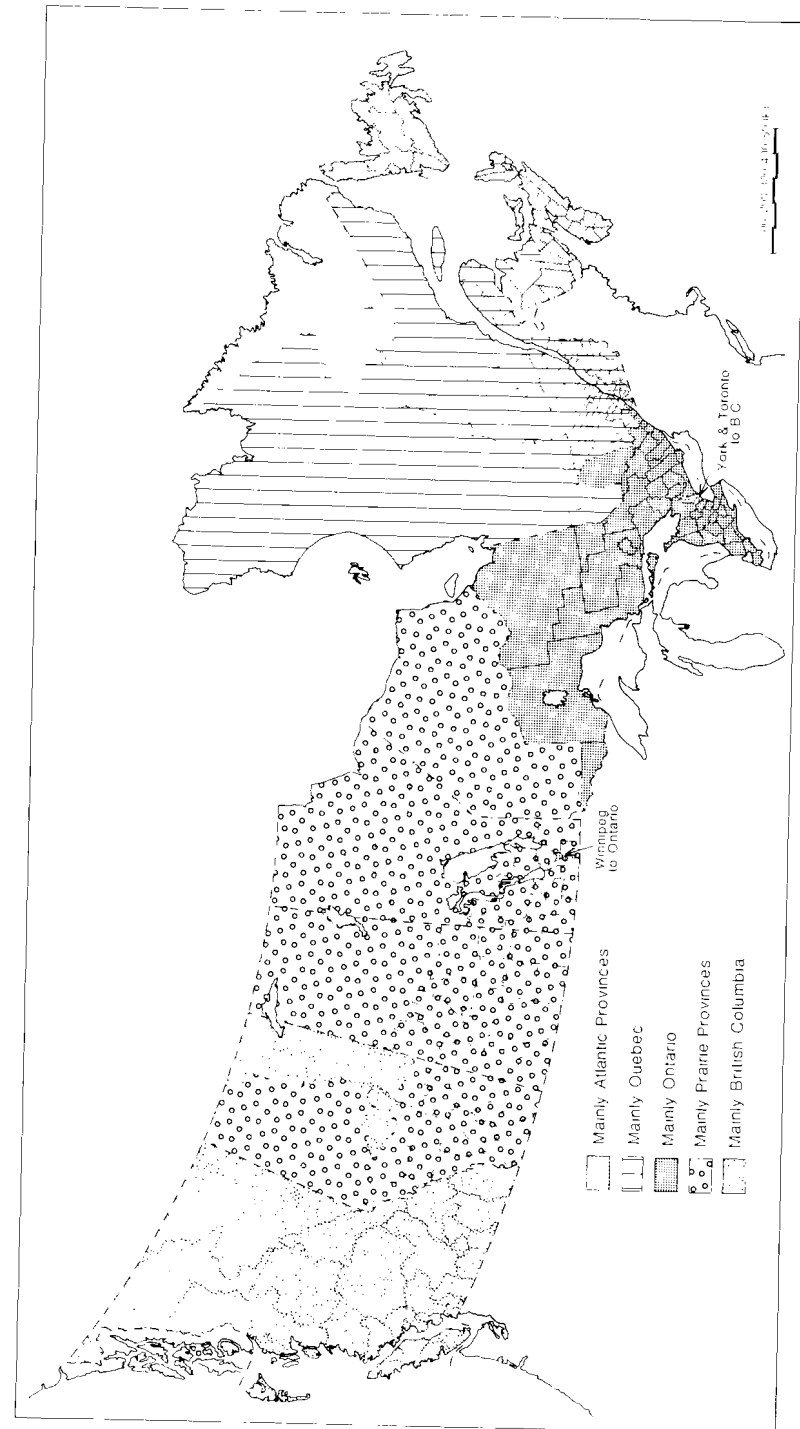 York & Toronto
to B C
Winnipeg
to Ontario
Mainly Atlantic Provinces
Mainly Quebec
Mainly Ontario
Mainly Prairie Provinces
Mainly British Columbia